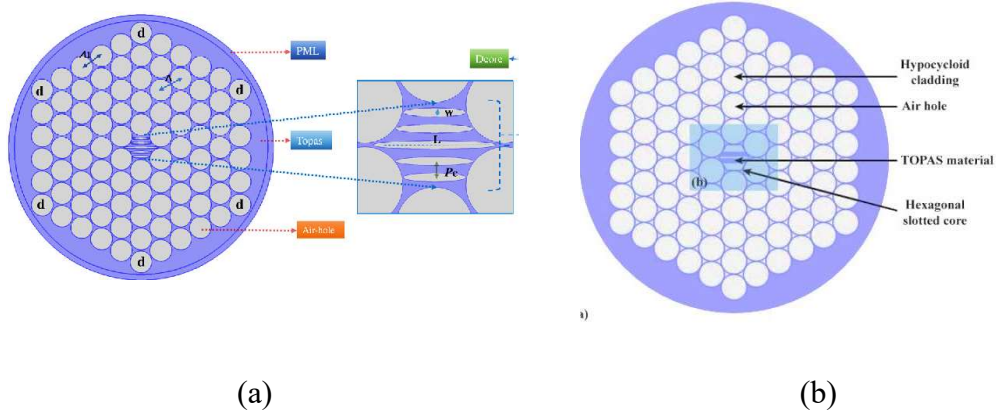 d
A₁
Λ
d
d
d
d
d
PML
Topas
Air-hole
Dcore
w
L
Pc
(a)
Hypocycloid
cladding
Air hole
TOPAS material
Hexagonal
slotted core
(b)
a)
(b)